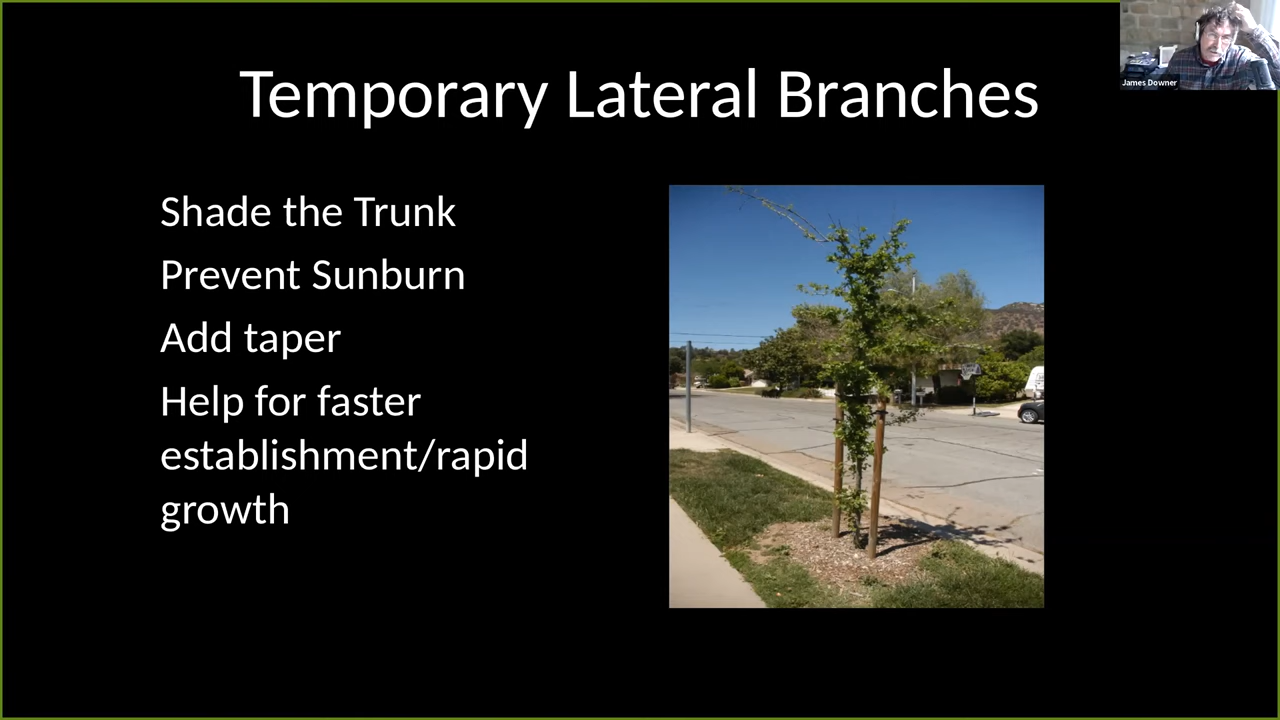 James Downer
Temporary Lateral Branches
Shade the Trunk
Prevent Sunburn
Add taper
Help for faster
establishment/rapid
growth